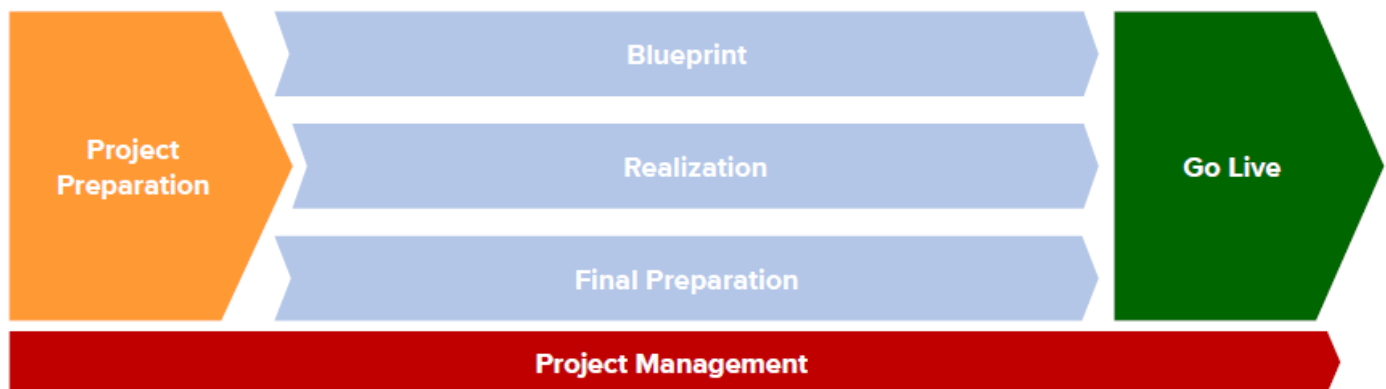 Blueprint
Project
Preparation
Realization
Go Live
Final Preparation
Project Management